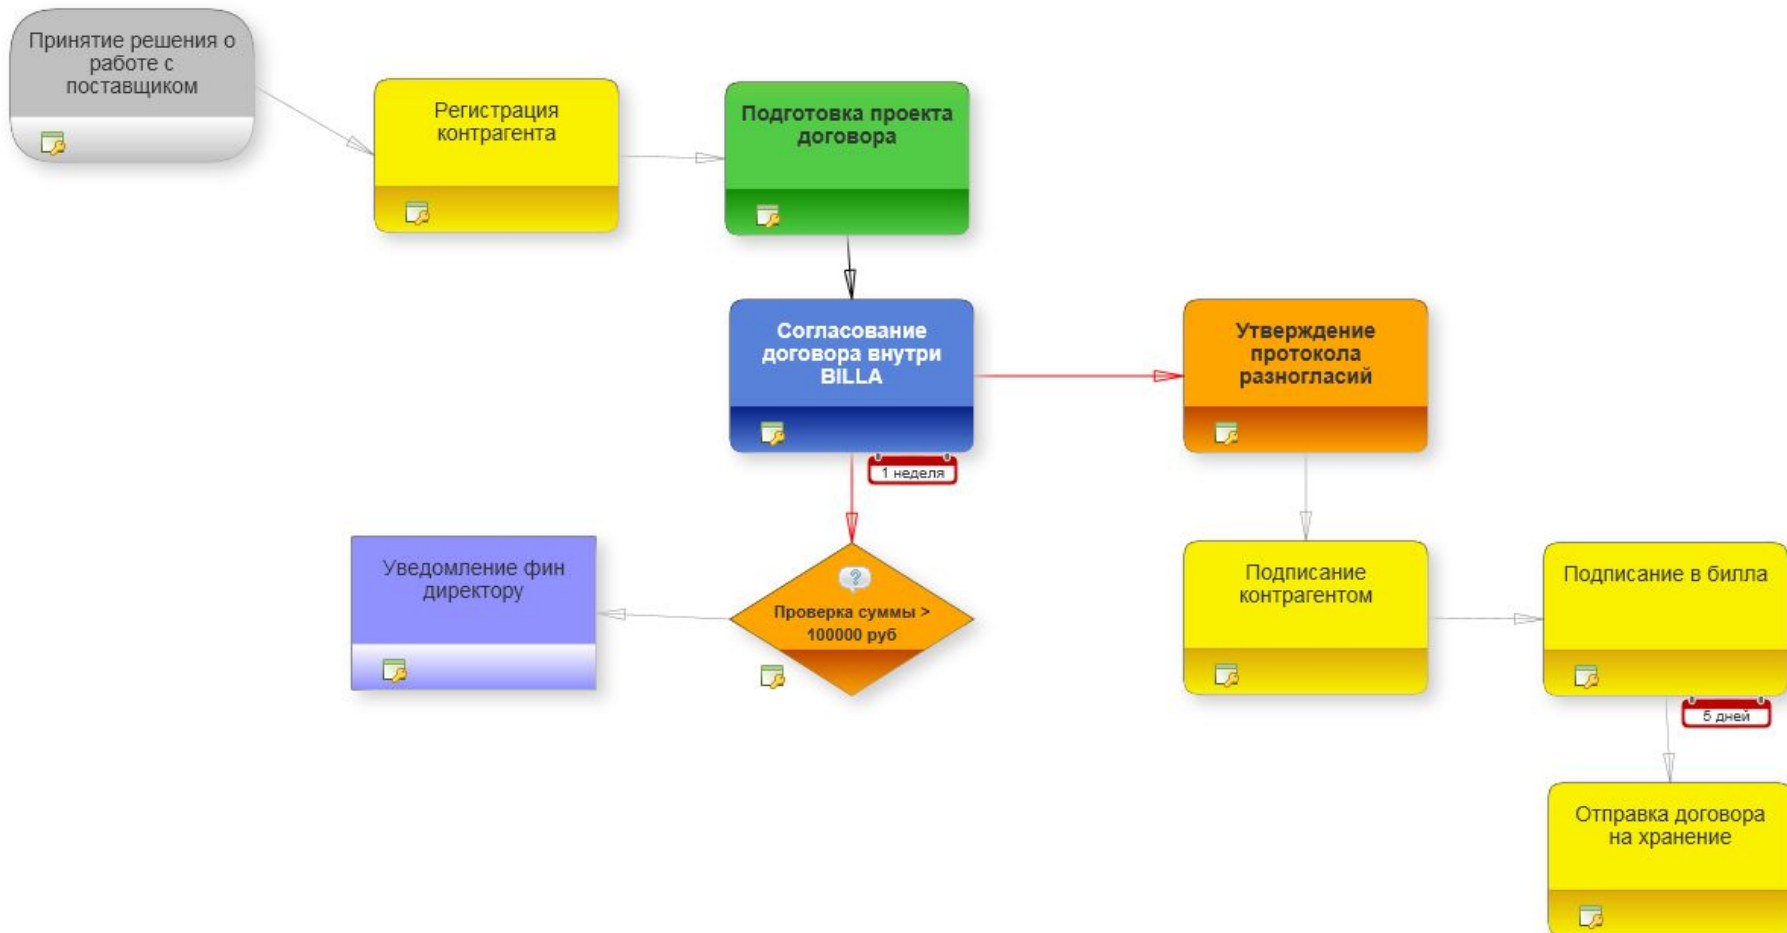 Принятие решения о
работе с
поставщиком
Регистрация
контрагента
Подготовка проекта
договора
Согласование
договора внутри
BILLA
1 неделя
Утверждение
протокола
разногласий
Уведомление фин
директору
?
Проверка суммы >
100000 руб
Подписание
контрагентом
Подписание в билла
5 дней
Отправка договора
на хранение